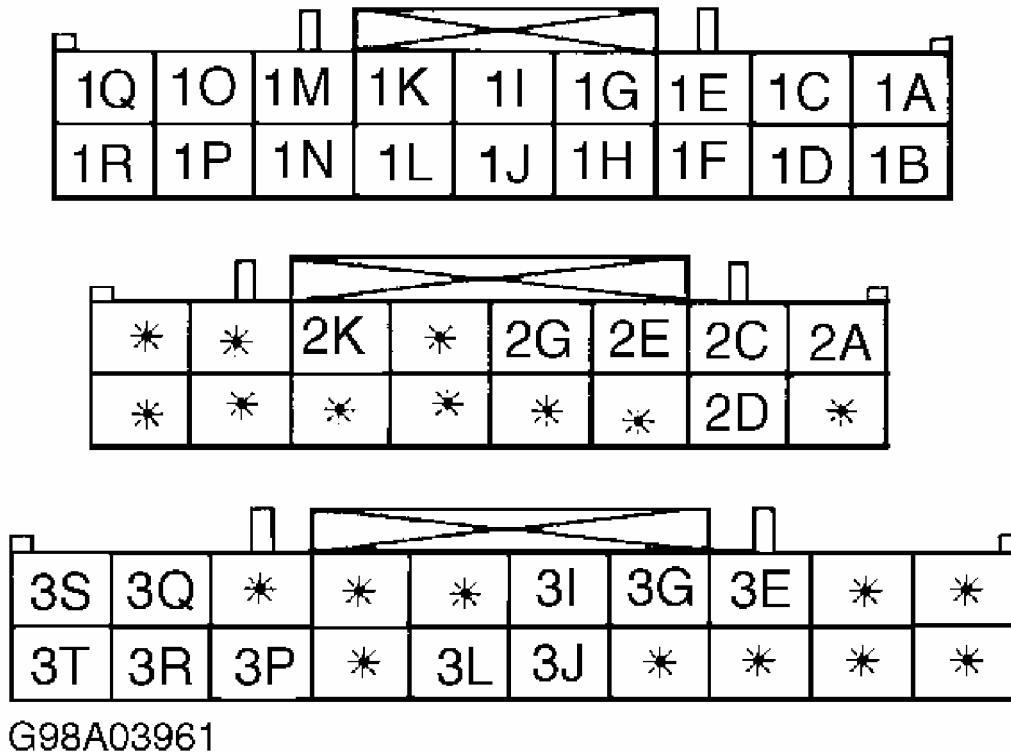 1Q 1O 1M 1K 1I 1G 1E 1C 1A
1R 1P 1N 1L 1J 1H 1F 1D 1B
* * 2K * 2G 2E 2C 2A
* * * * * * 2D *
3S 3Q * * * 3I 3G 3E * *
3T 3R 3P * 3L 3J * * * *
G98A03961